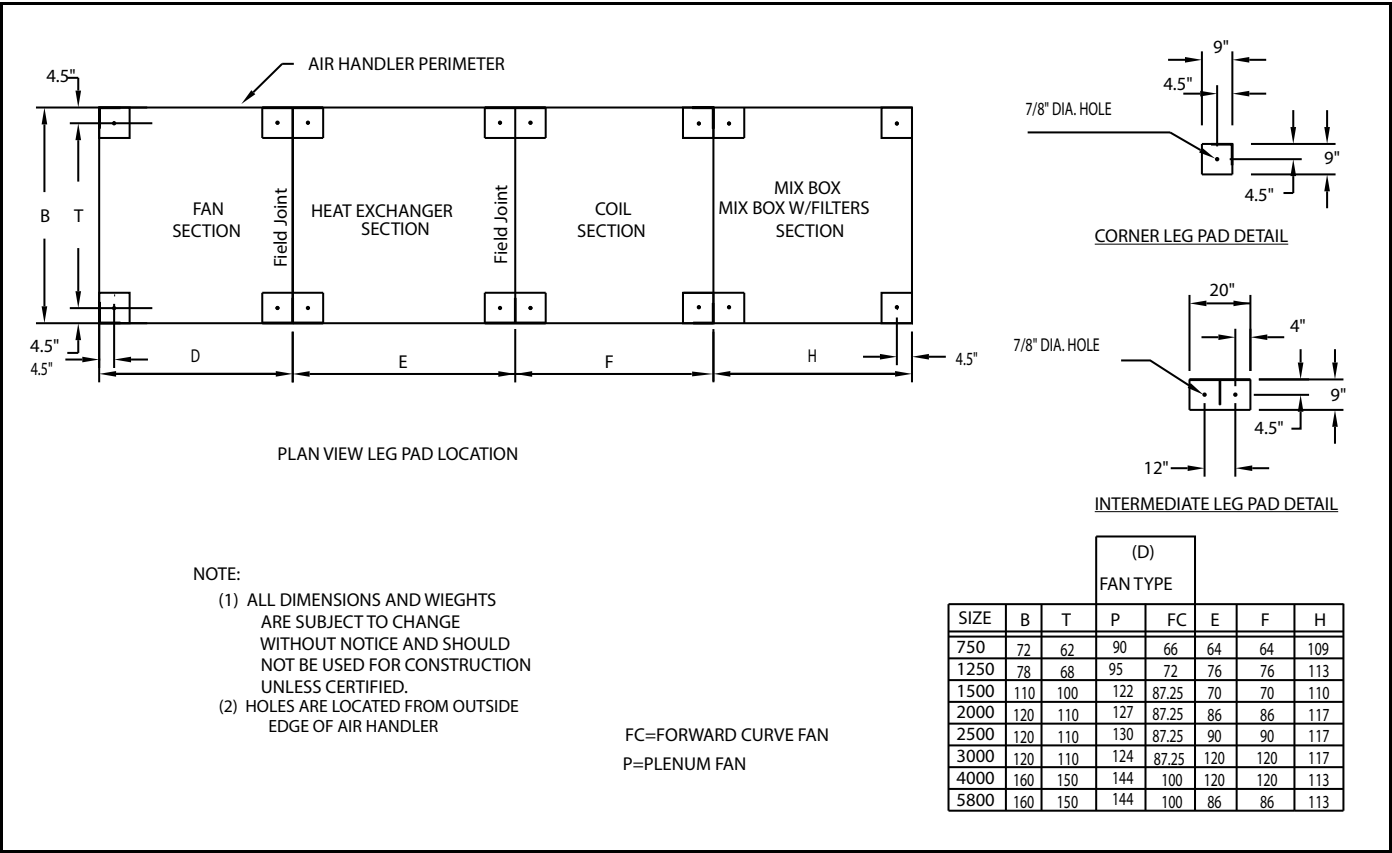 AIR HANDLER PERIMETER
4.5"
B
T
FAN
SECTION
Field Joint
HEAT EXCHANGER
SECTION
Field Joint
COIL
SECTION
MIX BOX
MIX BOX W/FILTERS
SECTION
4.5"
4.5"
D
E
F
H
4.5"
PLAN VIEW LEG PAD LOCATION
9"
4.5"
7/8" DIA. HOLE
9"
4.5"
CORNER LEG PAD DETAIL
20"
4"
7/8" DIA. HOLE
9"
4.5"
12"
INTERMEDIATE LEG PAD DETAIL
NOTE:
(1) ALL DIMENSIONS AND WIEGHTS
ARE SUBJECT TO CHANGE
WITHOUT NOTICE AND SHOULD
NOT BE USED FOR CONSTRUCTION
UNLESS CERTIFIED.
(2) HOLES ARE LOCATED FROM OUTSIDE
EDGE OF AIR HANDLER
FC=FORWARD CURVE FAN
P=PLENUM FAN
(D)
FAN TYPE
SIZE B T P FC E F H
750 72 62 90 66 64 64 109
1250 78 68 95 72 76 76 113
1500 110 100 122 87.25 70 70 110
2000 120 110 127 87.25 86 86 117
2500 120 110 130 87.25 90 90 117
3000 120 110 124 87.25 120 120 117
4000 160 150 144 100 120 120 113
5800 160 150 144 100 86 86 113